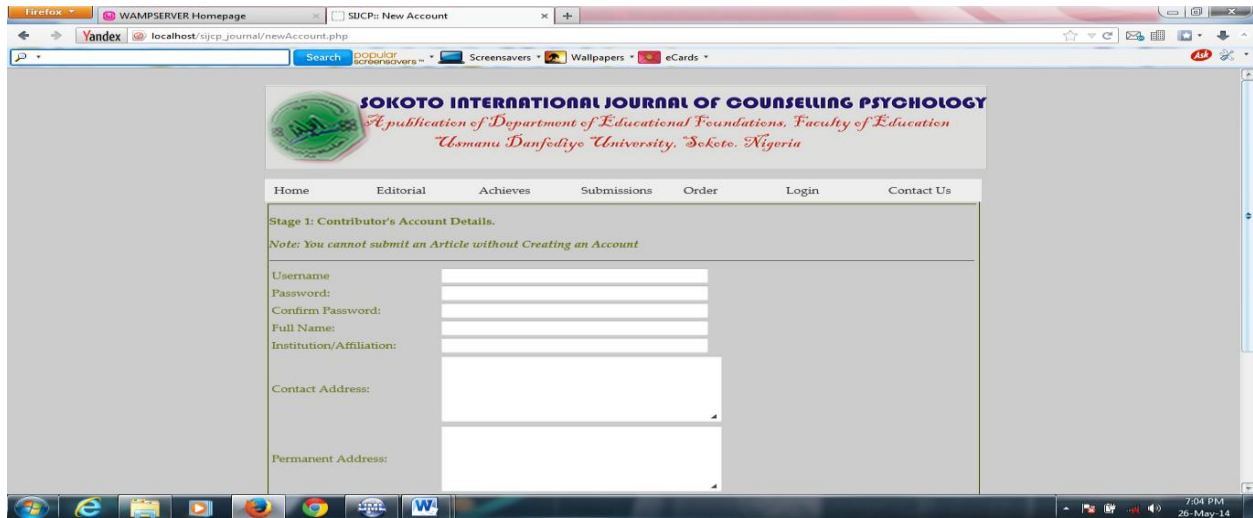 Firefox
WAMPSERVER Homepage
SIJCP:: New Account
Yandex localhost/sijcp_journal/newAccount.php
Search popular screensavers™ Screensavers Wallpapers eCards Ask
SOKOTO INTERNATIONAL JOURNAL OF COUNSELLING PSYCHOLOGY
A publication of Department of Educational Foundations, Faculty of Education
Usmanu Danfodiyo University, Sokoto. Nigeria
Home Editorial Achieves Submissions Order Login Contact Us
Stage 1: Contributor's Account Details.
Note: You cannot submit an Article without Creating an Account
Username
Password:
Confirm Password:
Full Name:
Institution/Affiliation:
Contact Address:
Permanent Address:
7:04 PM
26-May-14